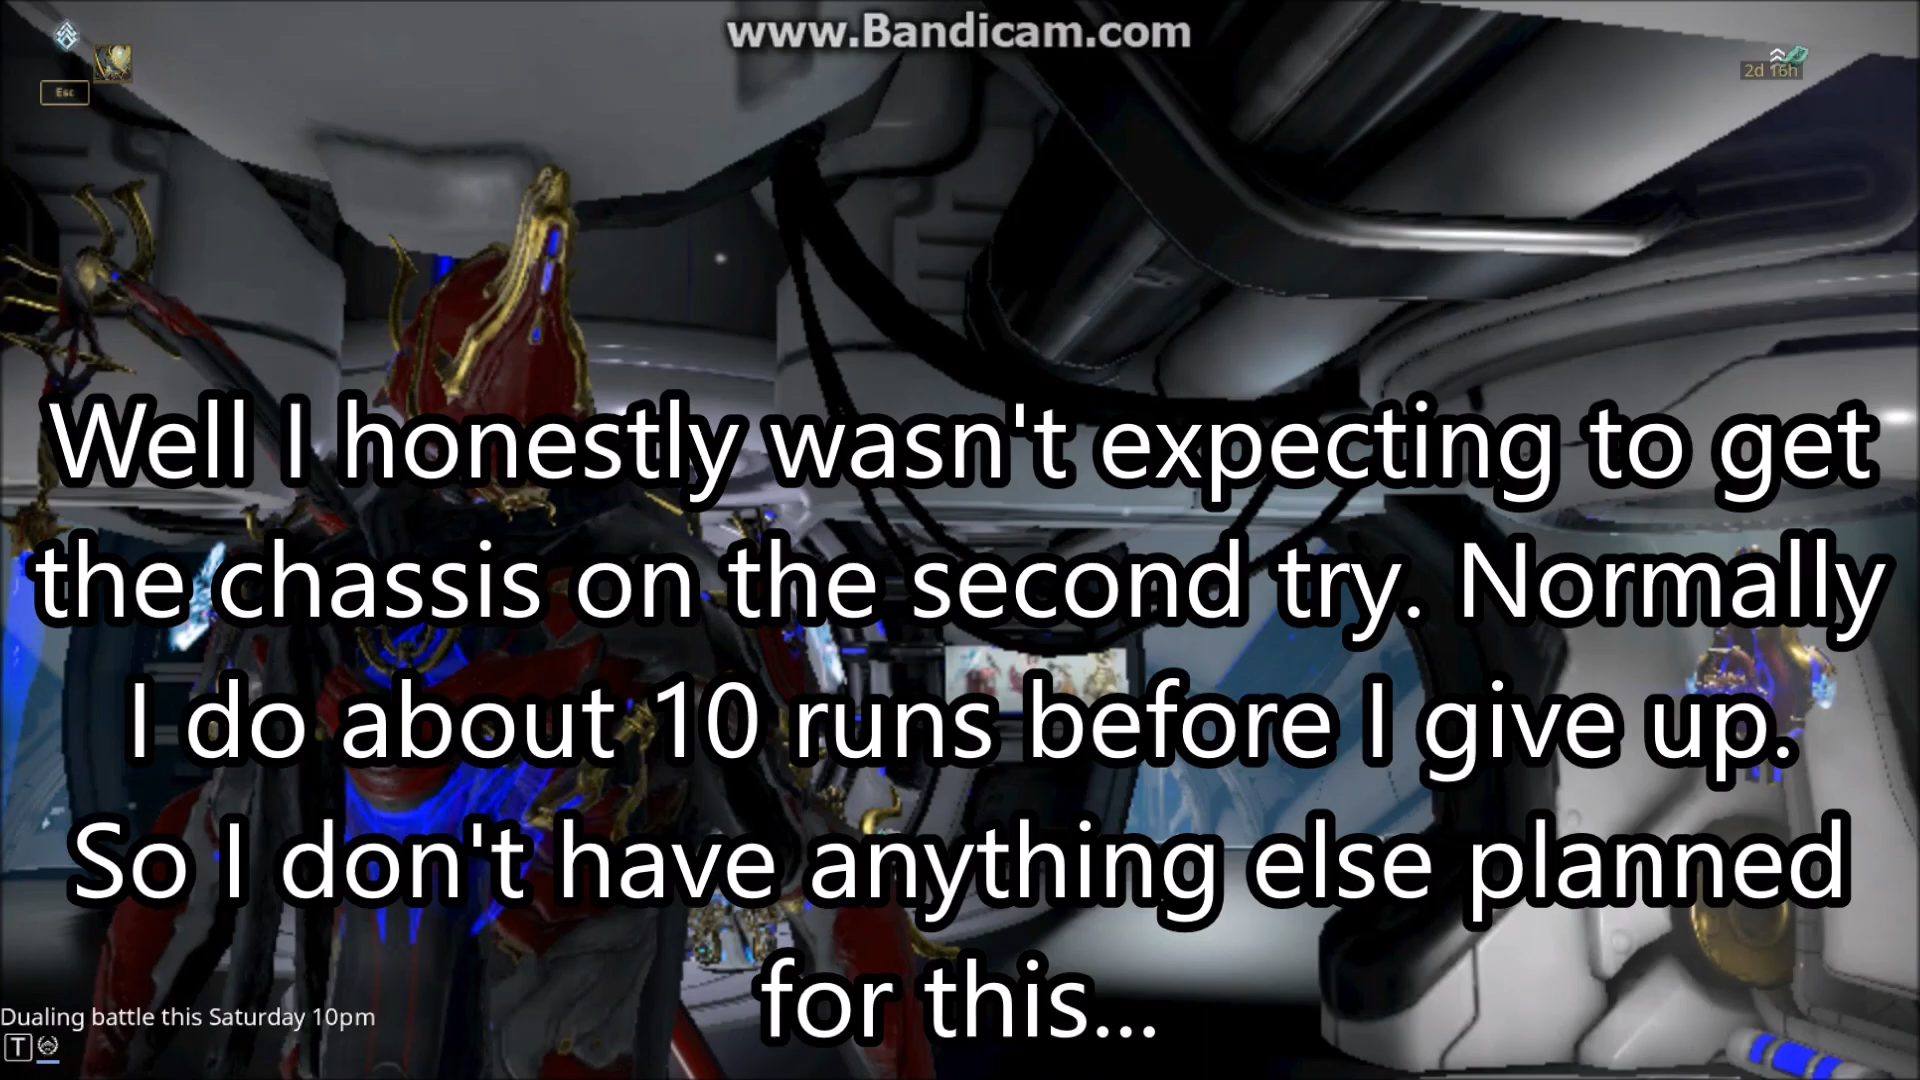 www.Bandicam.com
Esc
2d 16h
Well I honestly wasn't expecting to get
the chassis on the second try. Normally
I do about 10 runs before I give up.
So I don't have anything else planned
for this...
Dualing battle this Saturday 10pm
T